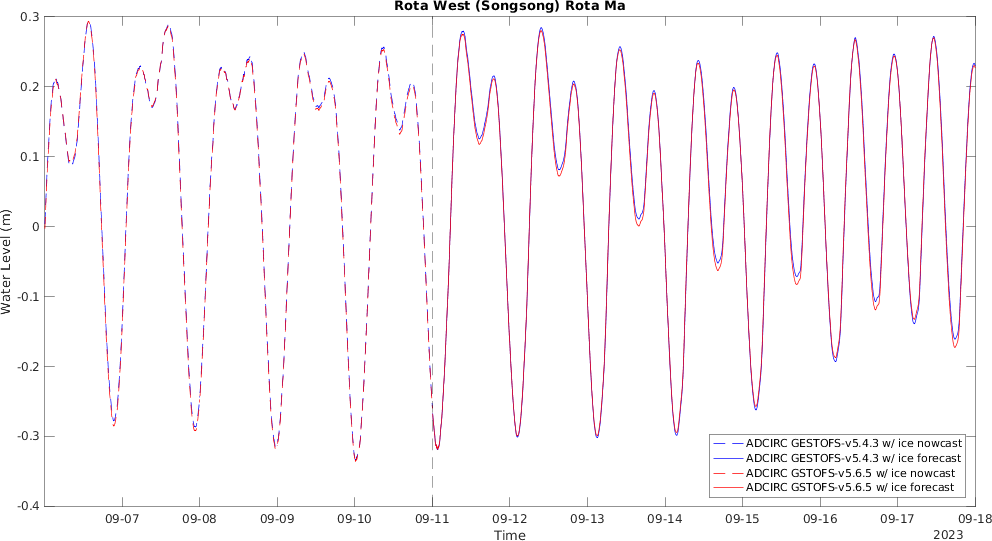 Rota West (Songsong) Rota Ma
Water Level (m)
0.3
0.2
0.1
0
-0.1
-0.2
-0.3
-0.4
ADCIRC GESTOFS-v5.4.3 w/ ice nowcast
ADCIRC GESTOFS-v5.4.3 w/ ice forecast
ADCIRC GSTOFS-v5.6.5 w/ ice nowcast
ADCIRC GSTOFS-v5.6.5 w/ ice forecast
09-07 09-08 09-09 09-10 09-11 09-12 09-13 09-14 09-15 09-16 09-17 09-18
Time
2023